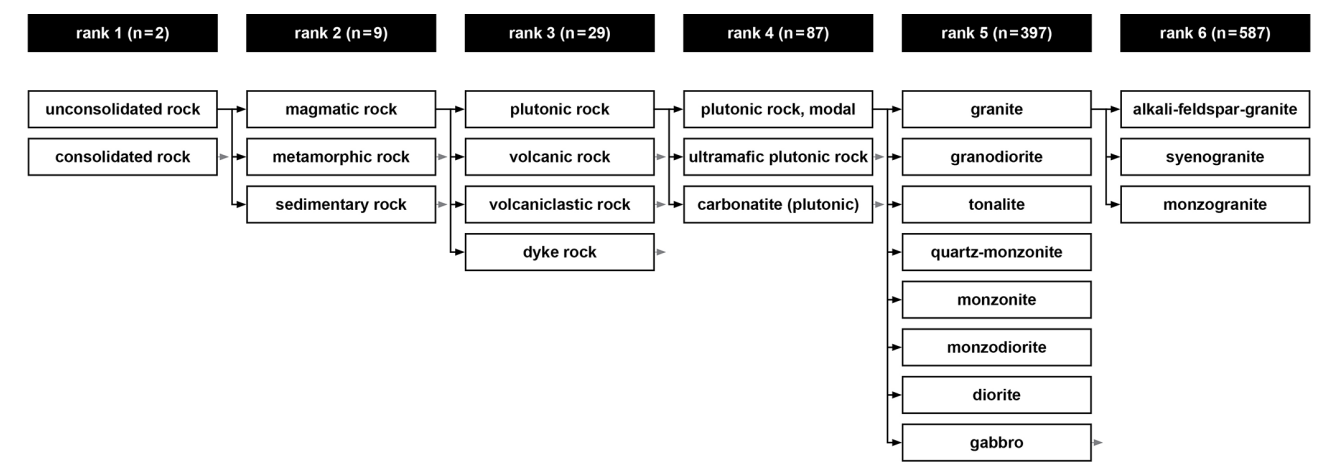 rank 1 (n=2)
rank 2 (n=9)
rank 3 (n=29)
rank 4 (n=87)
rank 5 (n=397)
rank 6 (n=587)
unconsolidated rock
magmatic rock
plutonic rock
plutonic rock, modal
granite
alkali-feldspar-granite
consolidated rock
metamorphic rock
volcanic rock
ultramafic plutonic rock
granodiorite
syenogranite
sedimentary rock
volcaniclastic rock
carbonatite (plutonic)
tonalite
monzogranite
dyke rock
quartz-monzonite
monzonite
monzodiorite
diorite
gabbro